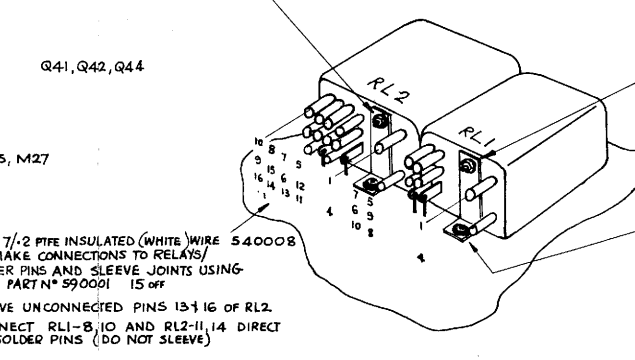 Q41, Q42, Q44
RL2
RL1
S, M27
10 8 7 5
9 15 6 12
16 14 13 11
1
1
4
7 5
6 9
10 8
1
4
7/.2 PTFE INSULATED (WHITE) WIRE 540008
MAKE CONNECTIONS TO RELAYS/
ER PINS AND SLEEVE JOINTS USING
PART Nº 590001 15 OFF
VE UNCONNECTED PINS 13 & 16 OF RL2
NECT RL1-8,10 AND RL2-11,14 DIRECT
SOLDER PINS (DO NOT SLEEVE)